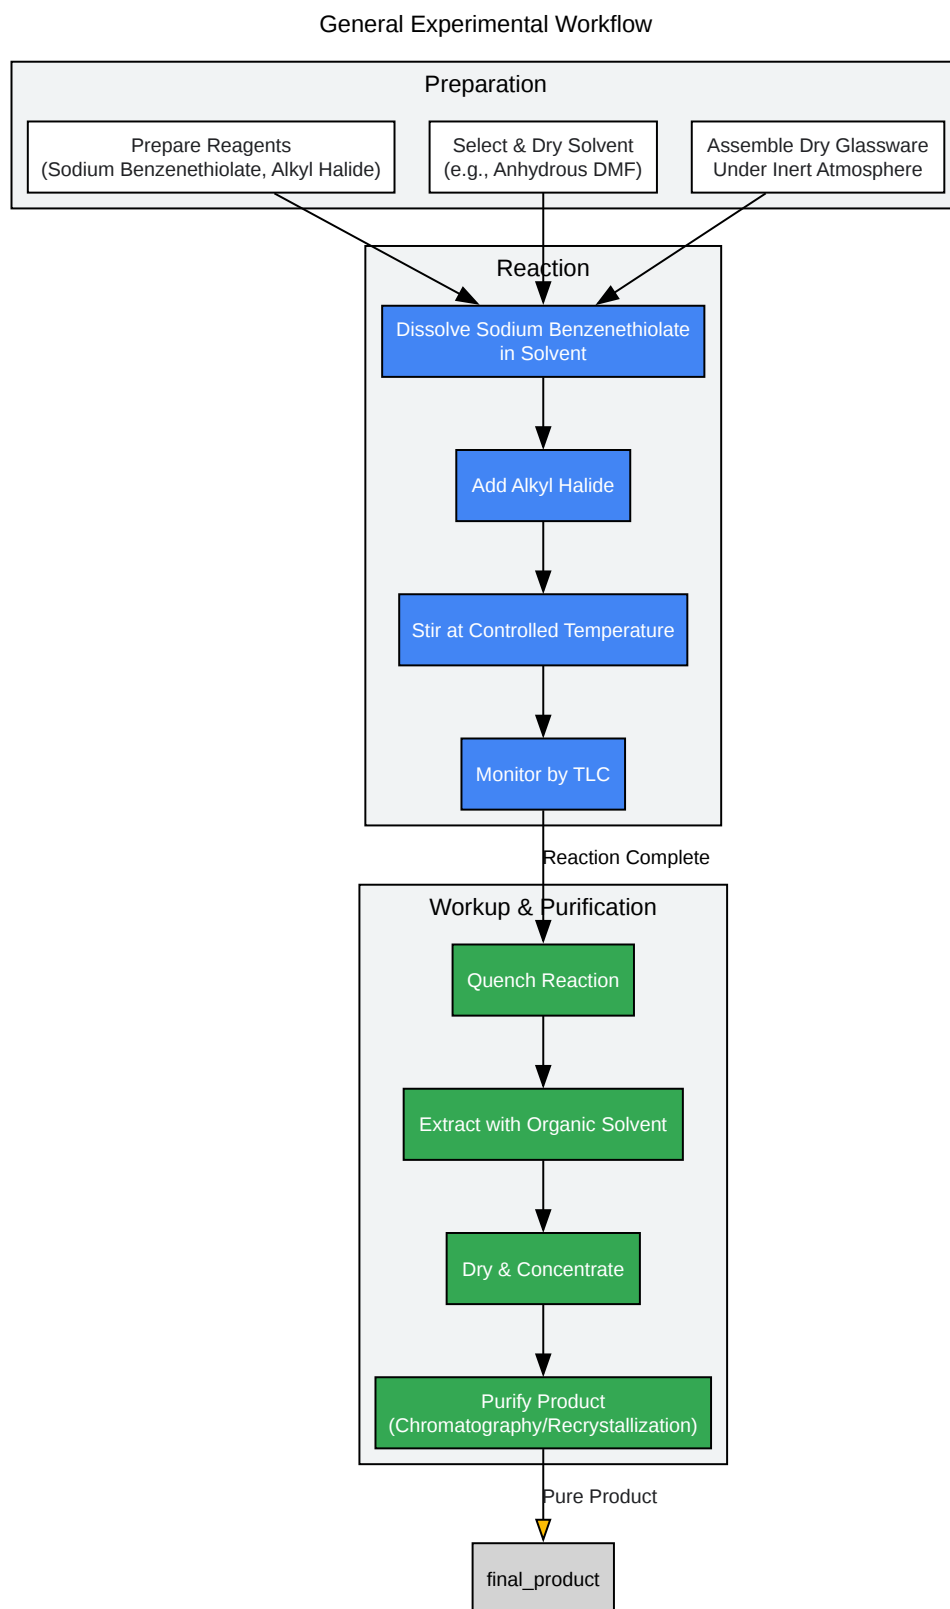 General Experimental Workflow
Preparation
Prepare Reagents
(Sodium Benzenethiolate, Alkyl Halide)
Select & Dry Solvent
(e.g., Anhydrous DMF)
Assemble Dry Glassware
Under Inert Atmosphere
Reaction
Dissolve Sodium Benzenethiolate
in Solvent
Add Alkyl Halide
Stir at Controlled Temperature
Monitor by TLC
Reaction Complete
Workup & Purification
Quench Reaction
Extract with Organic Solvent
Dry & Concentrate
Purify Product
(Chromatography/Recrystallization)
Pure Product
final_product